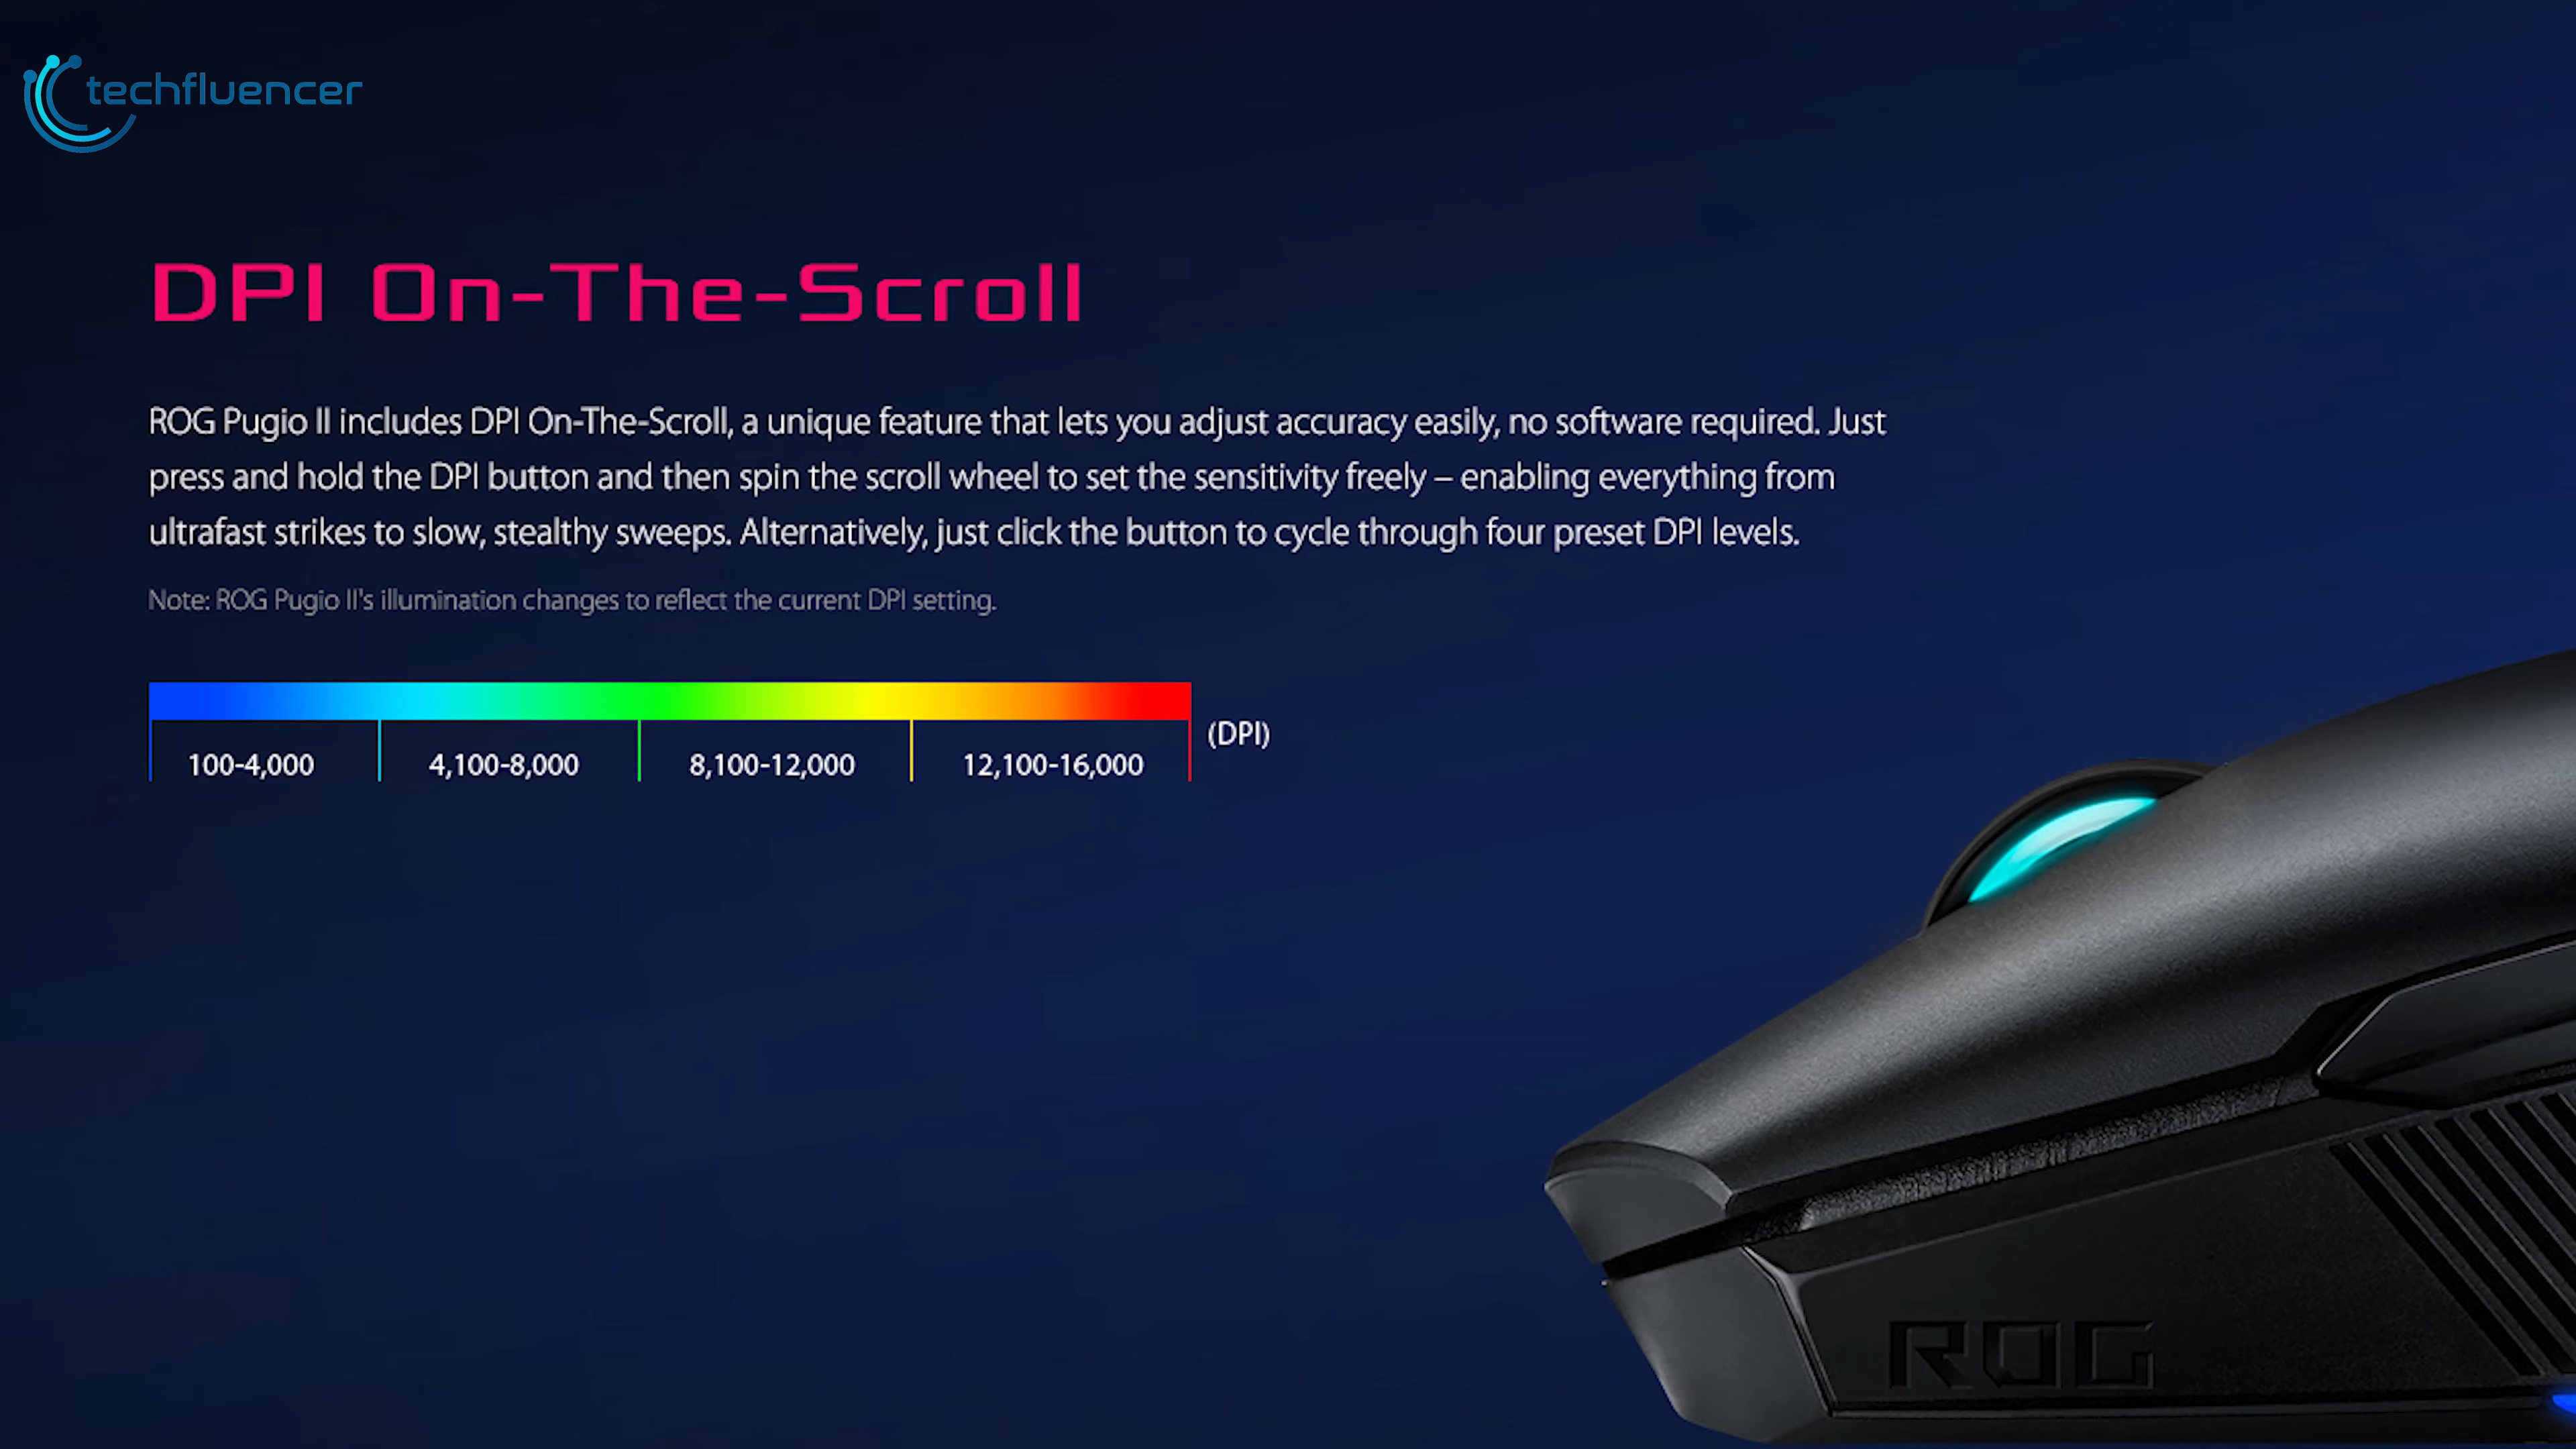 techfluencer
DPI On-The-Scroll
ROG Pugio II includes DPI On-The-Scroll, a unique feature that lets you adjust accuracy easily, no software required. Just
press and hold the DPI button and then spin the scroll wheel to set the sensitivity freely – enabling everything from
ultrafast strikes to slow, stealthy sweeps. Alternatively, just click the button to cycle through four preset DPI levels.
Note: ROG Pugio II's illumination changes to reflect the current DPI setting.
(DPI)
100-4,000 4,100-8,000 8,100-12,000 12,100-16,000
ROG